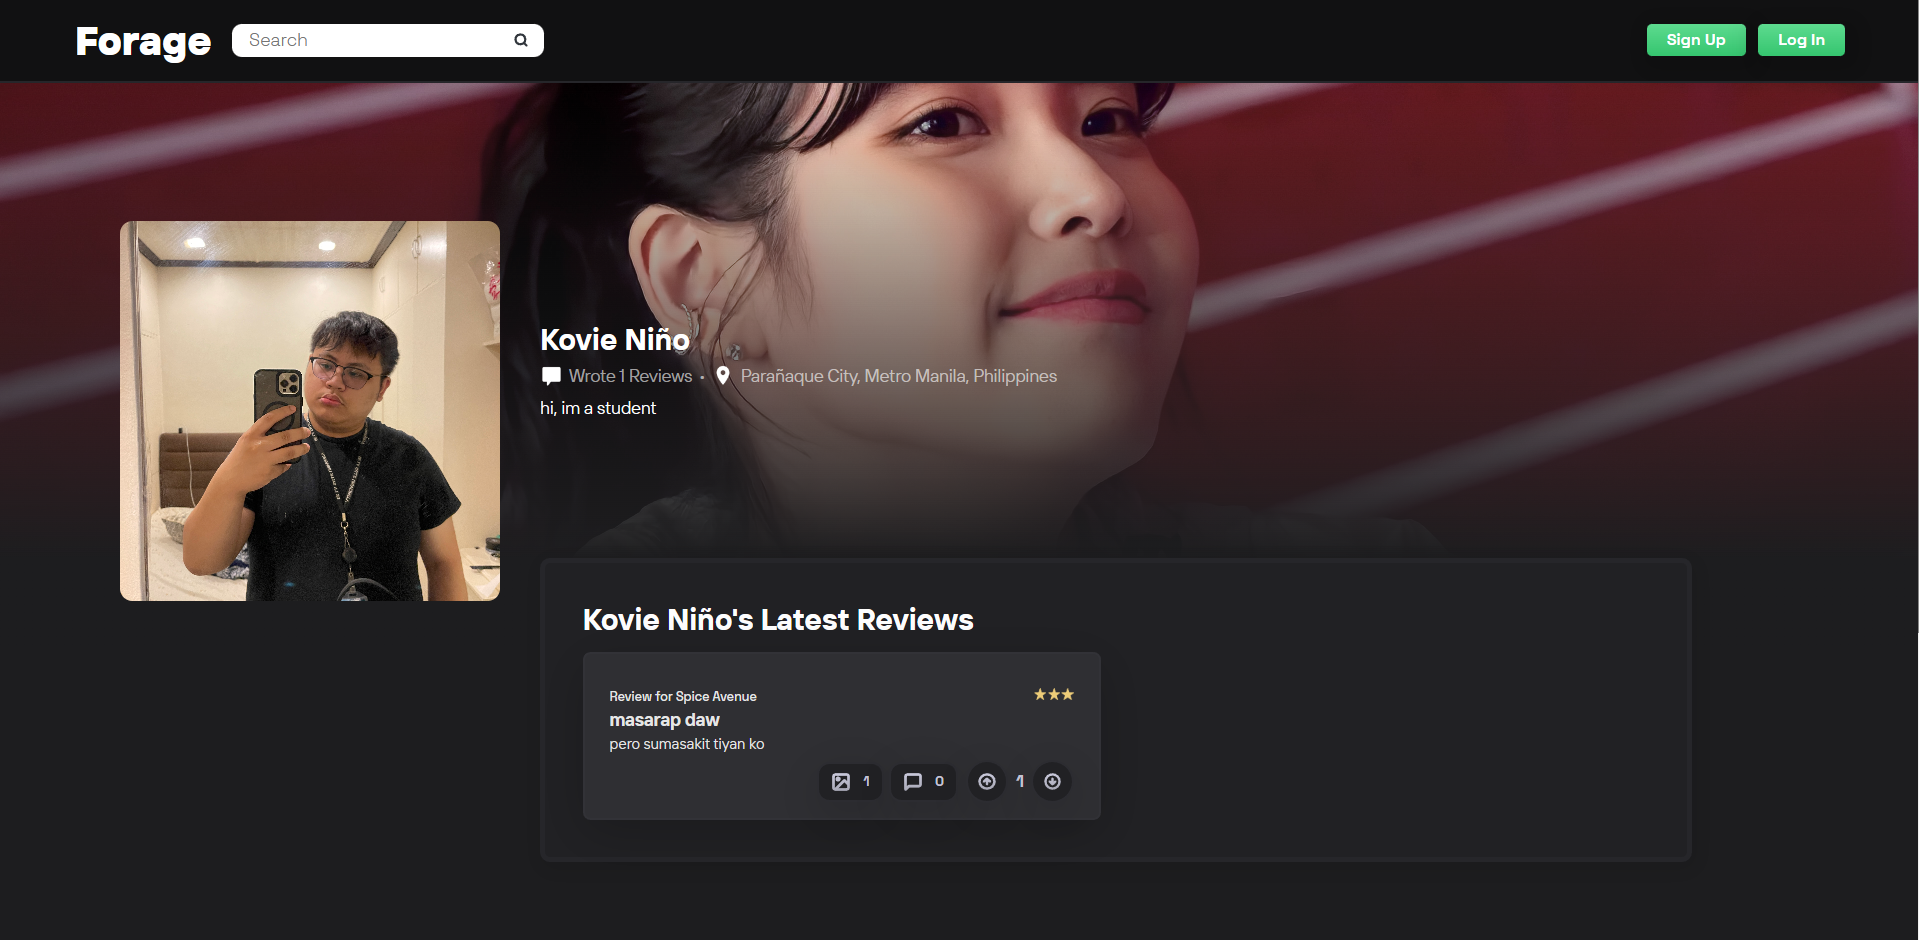 Forage
Search
Sign Up
Log In
Kovie Niño
Wrote 1 Reviews • Parañaque City, Metro Manila, Philippines
hi, im a student
Kovie Niño's Latest Reviews
Review for Spice Avenue
masarap daw
pero sumasakit tiyan ko
1
0
1